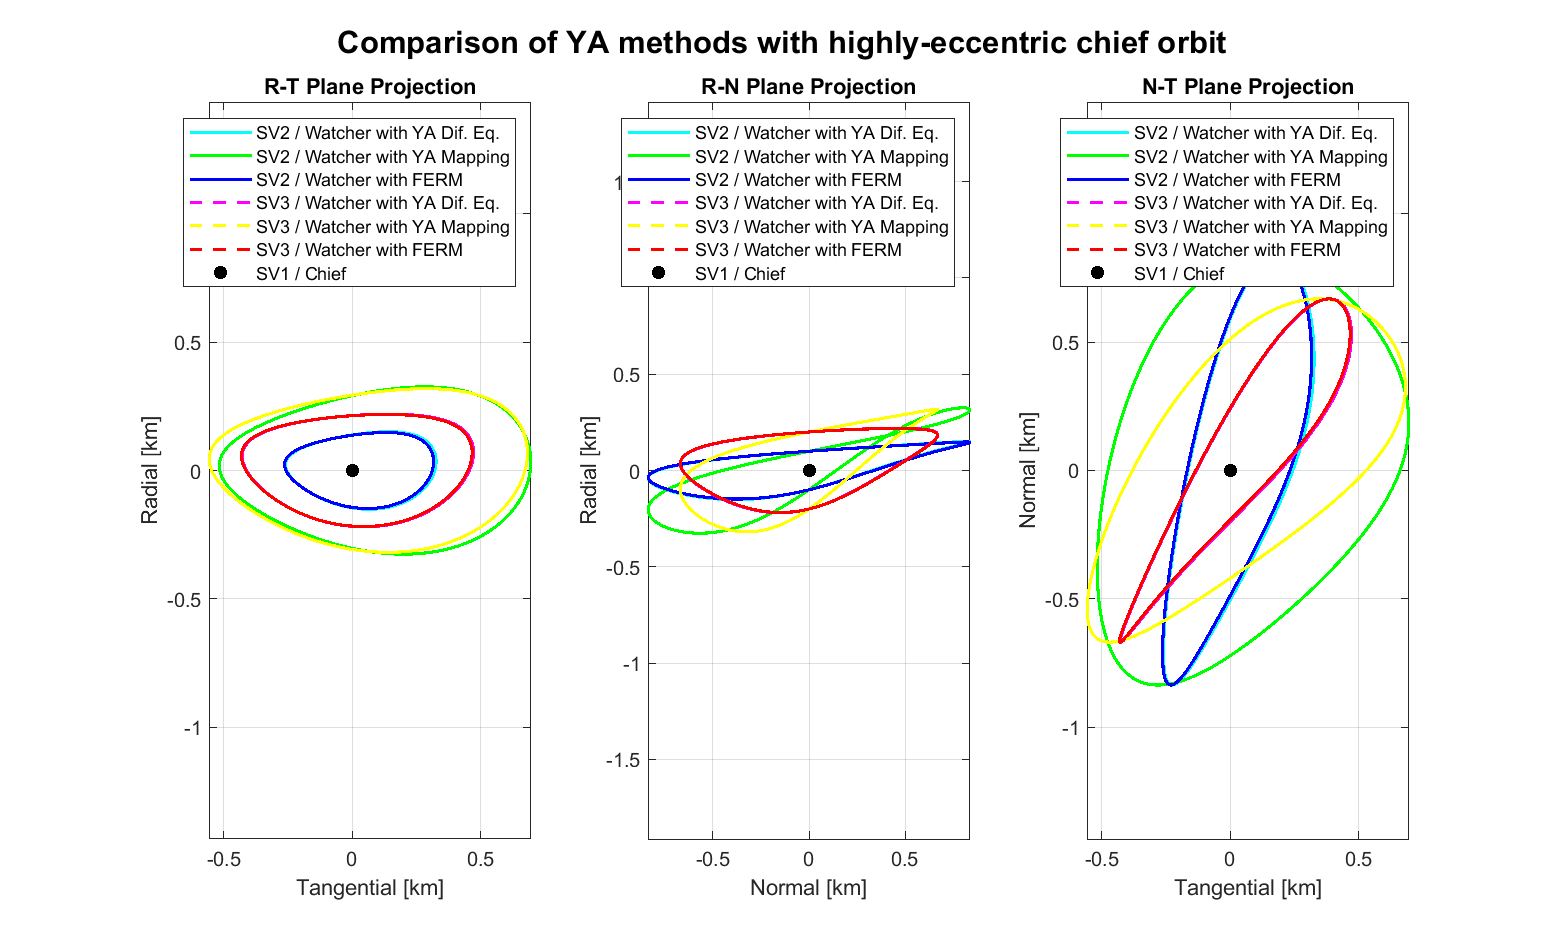 Comparison of YA methods with highly-eccentric chief orbit
R-T Plane Projection
SV2 / Watcher with YA Dif. Eq.
SV2 / Watcher with YA Mapping
SV2 / Watcher with FERM
SV3 / Watcher with YA Dif. Eq.
SV3 / Watcher with YA Mapping
SV3 / Watcher with FERM
SV1 / Chief
0.5
0
-0.5
-1
Radial [km]
-0.5
0
0.5
Tangential [km]
R-N Plane Projection
SV2 / Watcher with YA Dif. Eq.
SV2 / Watcher with YA Mapping
SV2 / Watcher with FERM
SV3 / Watcher with YA Dif. Eq.
SV3 / Watcher with YA Mapping
SV3 / Watcher with FERM
SV1 / Chief
0.5
0
-0.5
-1
-1.5
Radial [km]
-0.5
0
0.5
Normal [km]
N-T Plane Projection
SV2 / Watcher with YA Dif. Eq.
SV2 / Watcher with YA Mapping
SV2 / Watcher with FERM
SV3 / Watcher with YA Dif. Eq.
SV3 / Watcher with YA Mapping
SV3 / Watcher with FERM
SV1 / Chief
0.5
0
-0.5
-1
Normal [km]
-0.5
0
0.5
Tangential [km]